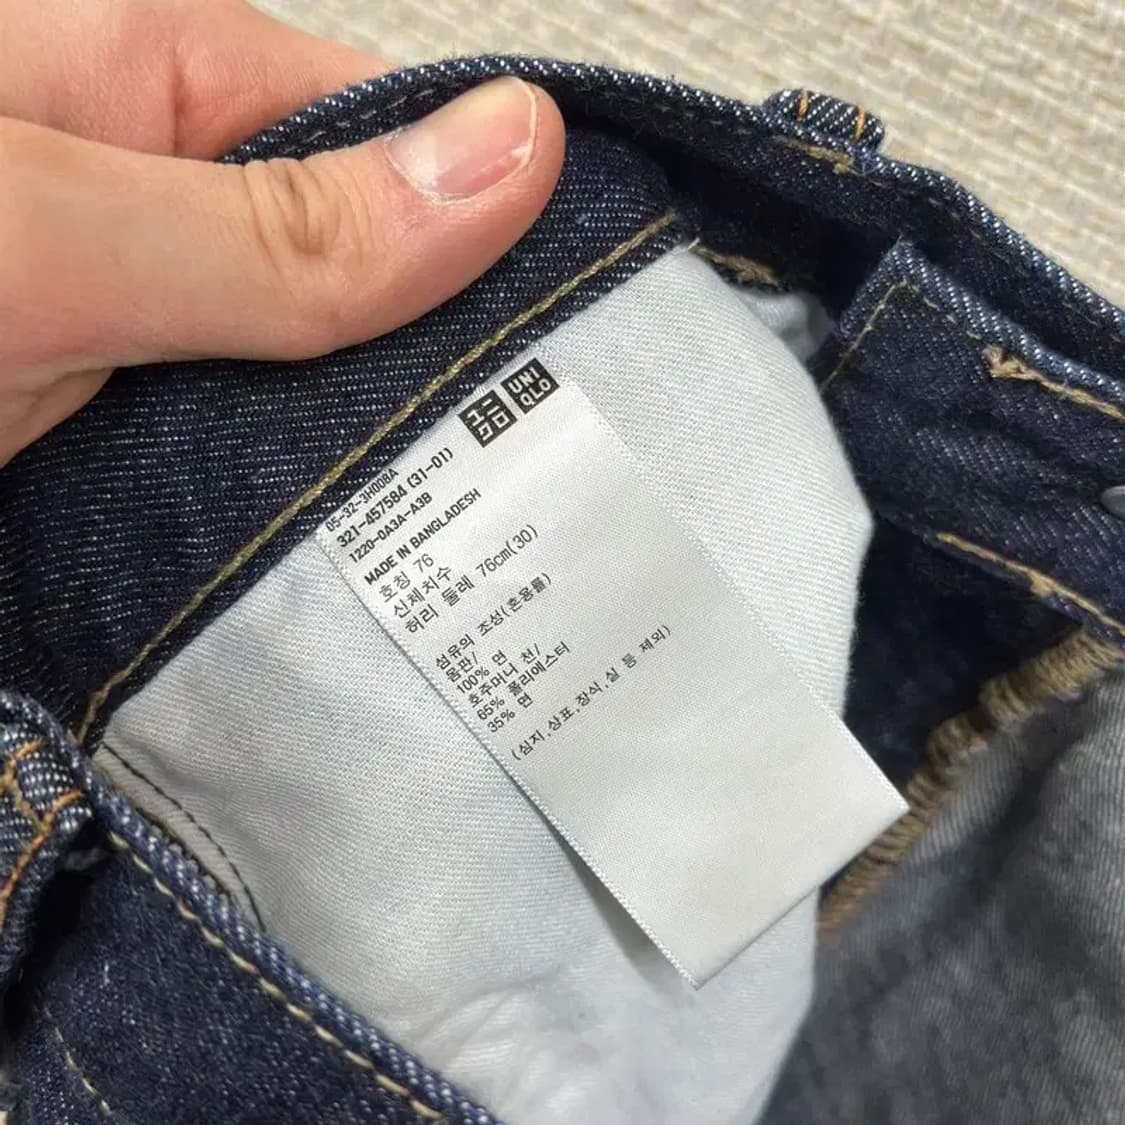 ユニ
クロ
UNI
QLO
05-32-3H008A
321-457584 (31-01)
1220-0A3A-A3B
MADE IN BANGLADESH
호칭 76
신체치수
허리 둘레 76cm(30)
섬유의 조성(혼용률)
몸판/
100% 면
호주머니 천/
65% 폴리에스터
35% 면
(심지,상표,장식,실 등 제외)